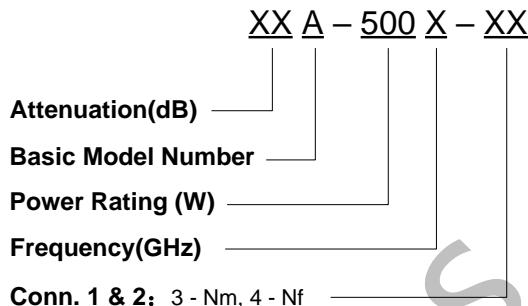 XX A – 500 X – XX
Attenuation(dB)
Basic Model Number
Power Rating (W)
Frequency(GHz)
Conn. 1 & 2：3 - Nm, 4 - Nf